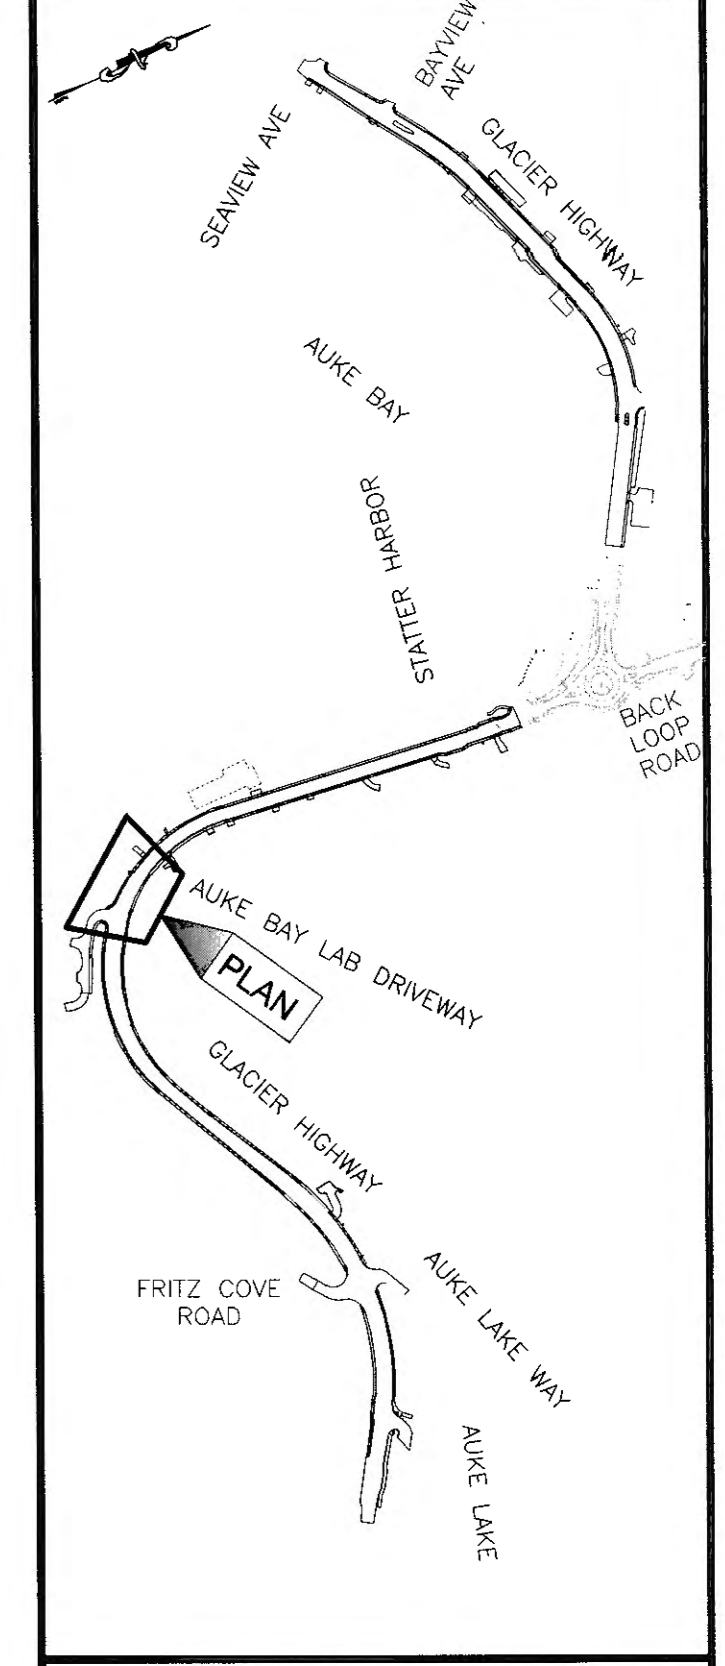 BAYVIEW
AVE
SEAVIEW AVE
GLACIER HIGHWAY
AUKE BAY
STATTER HARBOR
BACK
LOOP
ROAD
AUKE BAY LAB DRIVEWAY
PLAN
GLACIER HIGHWAY
FRITZ COVE
ROAD
AUKE LAKE WAY
AUKE LAKE